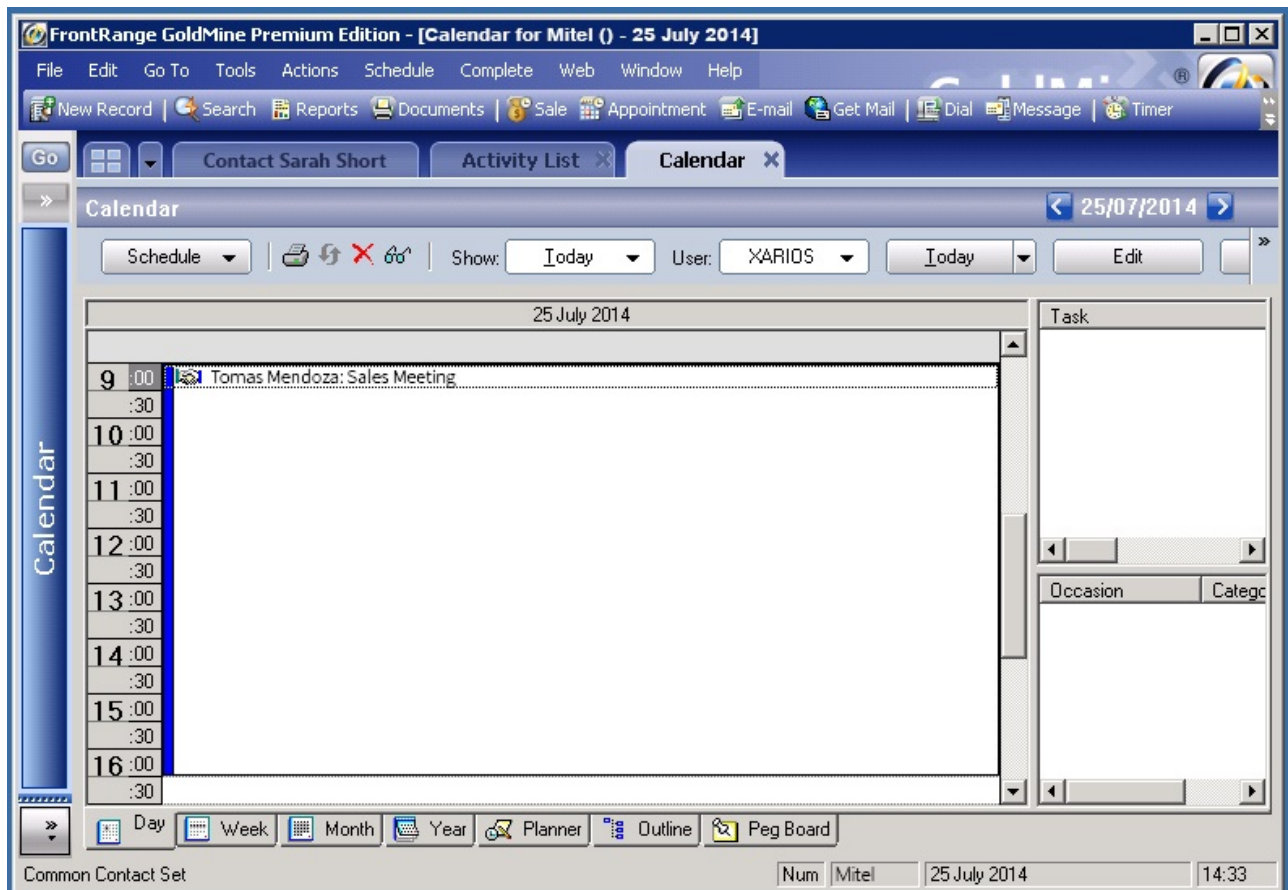 FrontRange GoldMine Premium Edition - [Calendar for Mitel () - 25 July 2014]
File Edit Go To Tools Actions Schedule Complete Web Window Help
New Record Search Reports Documents Sale Appointment E-mail Get Mail Dial Message Timer
Go Contact Sarah Short Activity List Calendar
Calendar 25/07/2014
Schedule Show: Today User: XARIOS Today Edit
25 July 2014 Task
9 :00 Tomas Mendoza: Sales Meeting
:30
10 :00
:30
11 :00
:30
12 :00
:30
13 :00
:30
14 :00
:30
15 :00
:30
16 :00
:30
Calendar
Occasion Catego
Day Week Month Year Planner Outline Peg Board
Common Contact Set Num Mitel 25 July 2014 14:33